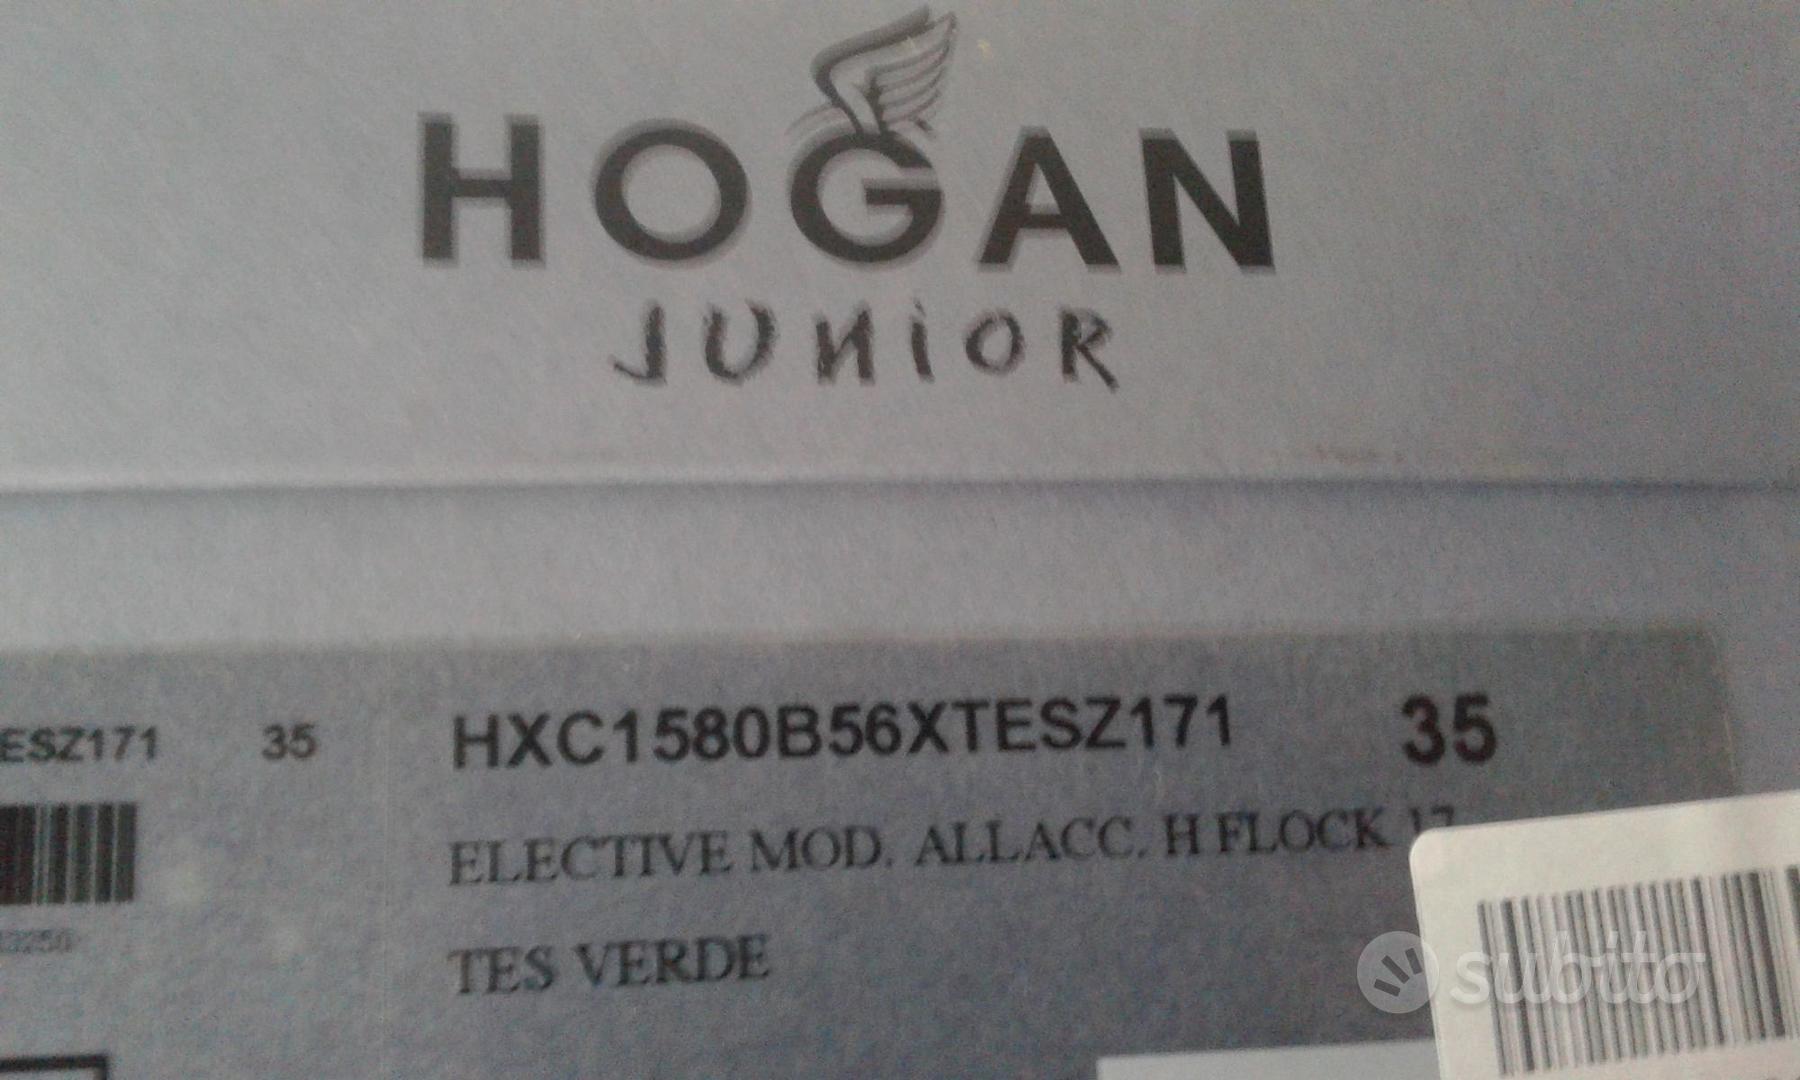 HOGAN
JUNiOR
ESZ171 35
HXC1580B56XTESZ171 35
ELECTIVE MOD. ALLACC. H FLOCK
TES VERDE
subito